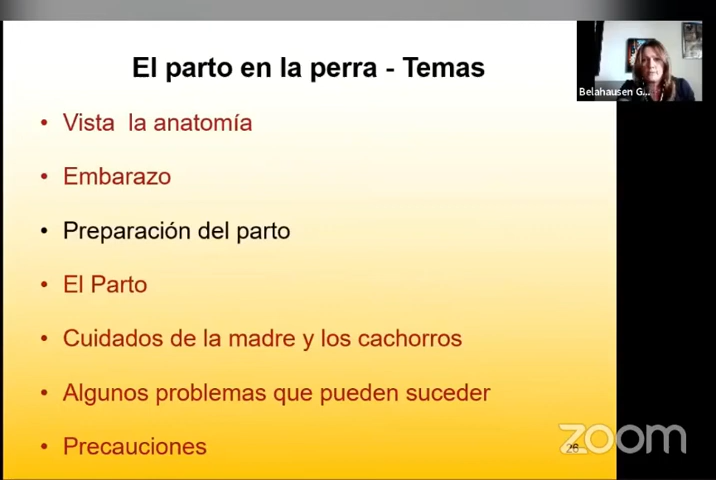 El parto en la perra - Temas
Belahausen G...
• Vista la anatomía
• Embarazo
• Preparación del parto
• El Parto
• Cuidados de la madre y los cachorros
• Algunos problemas que pueden suceder
• Precauciones
26
zoom